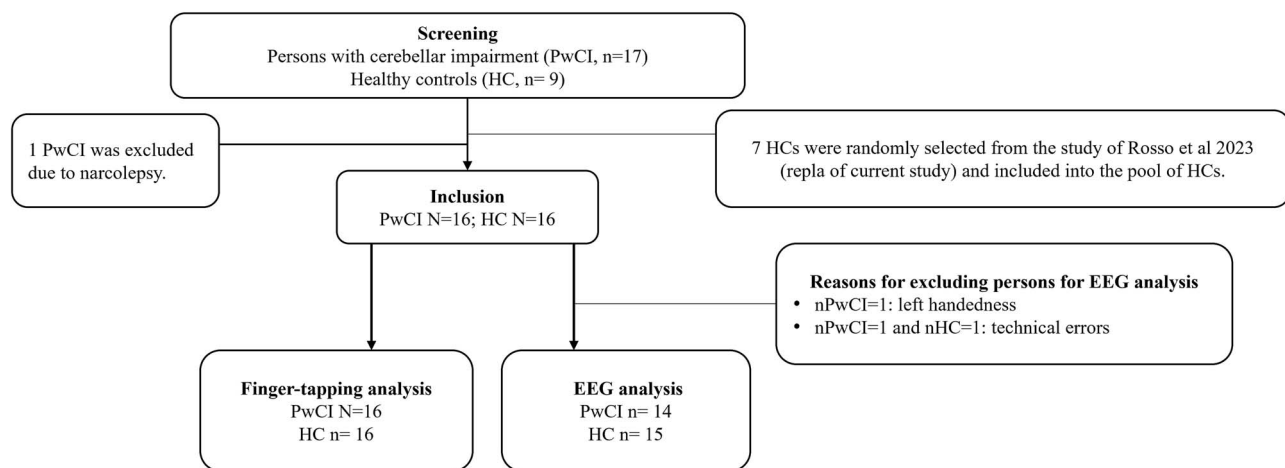 Screening
Persons with cerebellar impairment (PwCI, n=17)
Healthy controls (HC, n= 9)
1 PwCI was excluded
due to narcolepsy.
7 HCs were randomly selected from the study of Rosso et al 2023
(repla of current study) and included into the pool of HCs.
Inclusion
PwCI N=16; HC N=16
Reasons for excluding persons for EEG analysis
• nPwCI=1: left handedness
• nPwCI=1 and nHC=1: technical errors
Finger-tapping analysis
PwCI N=16
HC n= 16
EEG analysis
PwCI n= 14
HC n= 15